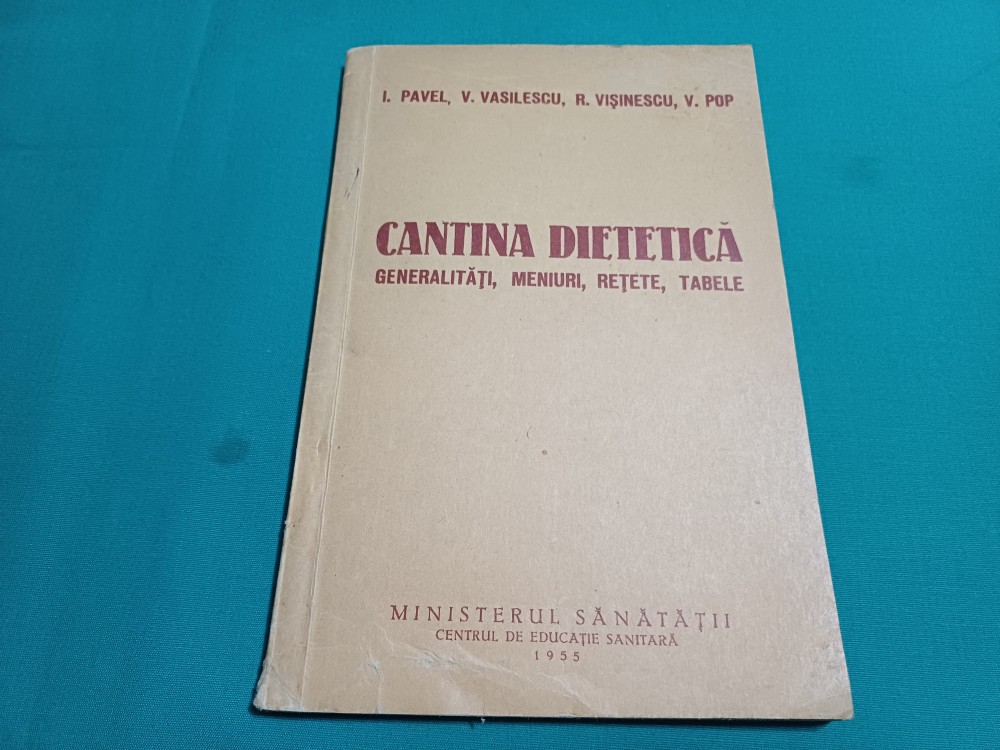 I. PAVEL, V. VASILESCU, R. VIȘINESCU, V. POP
CANTINA DIETETICĂ
GENERALITĂȚI, MENIURI, REȚETE, TABELE
MINISTERUL SĂNĂTĂȚII
CENTRUL DE EDUCAȚIE SANITARĂ
1955